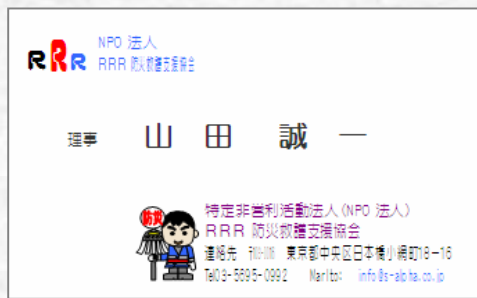 RRR
NPO 法人
RRR 防災救護支援協会
理事 山田 誠一
防災
特定非営利活動法人(NPO 法人)
RRR 防災救護支援協会
連絡先 東京都中央区日本橋小網町18-16
Tel03-5695-0992 Marlto: info@s-alpha.co.jp